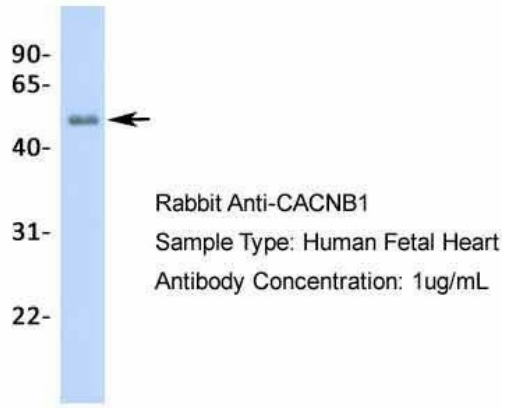 90-
65-
40-
31-
22-
Rabbit Anti-CACNB1
Sample Type: Human Fetal Heart
Antibody Concentration: 1ug/mL